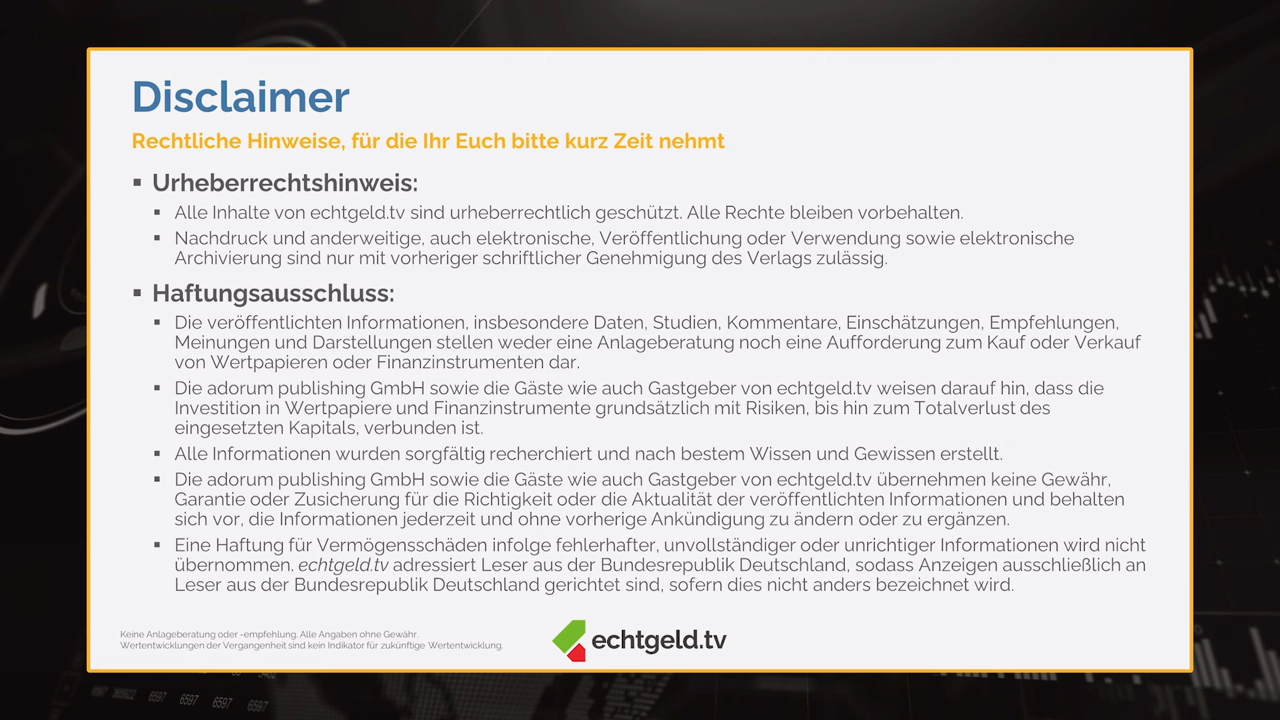 Disclaimer
Rechtliche Hinweise, für die Ihr Euch bitte kurz Zeit nehmt
▪ Urheberrechtshinweis:
▪ Alle Inhalte von echtgeld.tv sind urheberrechtlich geschützt. Alle Rechte bleiben vorbehalten.
▪ Nachdruck und anderweitige, auch elektronische, Veröffentlichung oder Verwendung sowie elektronische
Archivierung sind nur mit vorheriger schriftlicher Genehmigung des Verlags zulässig.
▪ Haftungsausschluss:
▪ Die veröffentlichten Informationen, insbesondere Daten, Studien, Kommentare, Einschätzungen, Empfehlungen,
Meinungen und Darstellungen stellen weder eine Anlageberatung noch eine Aufforderung zum Kauf oder Verkauf
von Wertpapieren oder Finanzinstrumenten dar.
▪ Die adorum publishing GmbH sowie die Gäste wie auch Gastgeber von echtgeld.tv weisen darauf hin, dass die
Investition in Wertpapiere und Finanzinstrumente grundsätzlich mit Risiken, bis hin zum Totalverlust des
eingesetzten Kapitals, verbunden ist.
▪ Alle Informationen wurden sorgfältig recherchiert und nach bestem Wissen und Gewissen erstellt.
▪ Die adorum publishing GmbH sowie die Gäste wie auch Gastgeber von echtgeld.tv übernehmen keine Gewähr,
Garantie oder Zusicherung für die Richtigkeit oder die Aktualität der veröffentlichten Informationen und behalten
sich vor, die Informationen jederzeit und ohne vorherige Ankündigung zu ändern oder zu ergänzen.
▪ Eine Haftung für Vermögensschäden infolge fehlerhafter, unvollständiger oder unrichtiger Informationen wird nicht
übernommen. echtgeld.tv adressiert Leser aus der Bundesrepublik Deutschland, sodass Anzeigen ausschließlich an
Leser aus der Bundesrepublik Deutschland gerichtet sind, sofern dies nicht anders bezeichnet wird.
Keine Anlageberatung oder -empfehlung. Alle Angaben ohne Gewähr.
Wertentwicklungen der Vergangenheit sind kein Indikator für zukünftige Wertentwicklung.
echtgeld.tv
6597 6597 6597